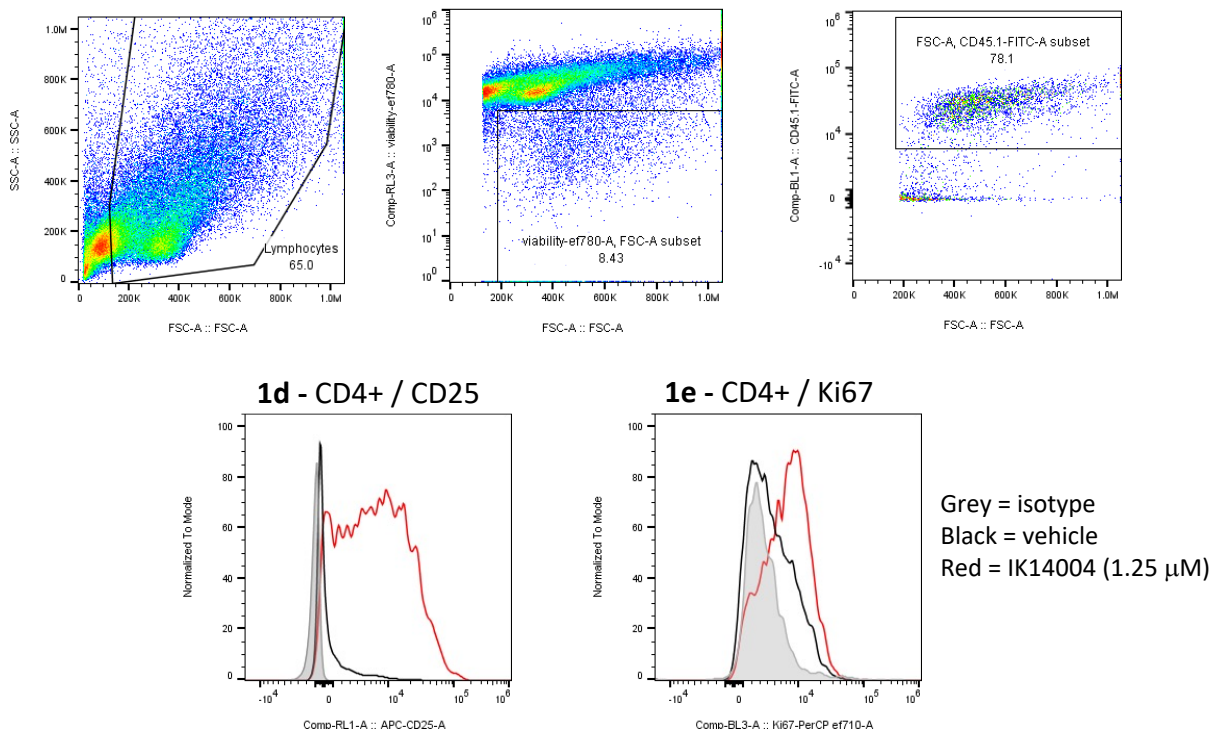 1.0M
800K
600K
400K
200K
0
SSC-A :: SSC-A
Lymphocytes
65.0
0 200K 400K 600K 800K 1.0M
FSC-A :: FSC-A
10^6
10^5
10^4
10^3
10^2
10^1
10^0
Comp-RL3-A :: viability-ef780-A
viability-ef780-A, FSC-A subset
8.43
0 200K 400K 600K 800K 1.0M
FSC-A :: FSC-A
10^6
10^5
10^4
0
-10^4
Comp-BL1-A :: CD45.1-FITC-A
FSC-A, CD45.1-FITC-A subset
78.1
0 200K 400K 600K 800K 1.0M
FSC-A :: FSC-A
1d - CD4+ / CD25
100
80
60
40
20
0
Normalized To Mode
-10^4 0 10^4 10^5 10^6
Comp-RL1-A :: APC-CD25-A
1e - CD4+ / Ki67
100
80
60
40
20
0
Normalized To Mode
-10^4 0 10^4 10^5 10^6
Comp-BL3-A :: Ki67-PerCP ef710-A
Grey = isotype
Black = vehicle
Red = IK14004 (1.25 μM)